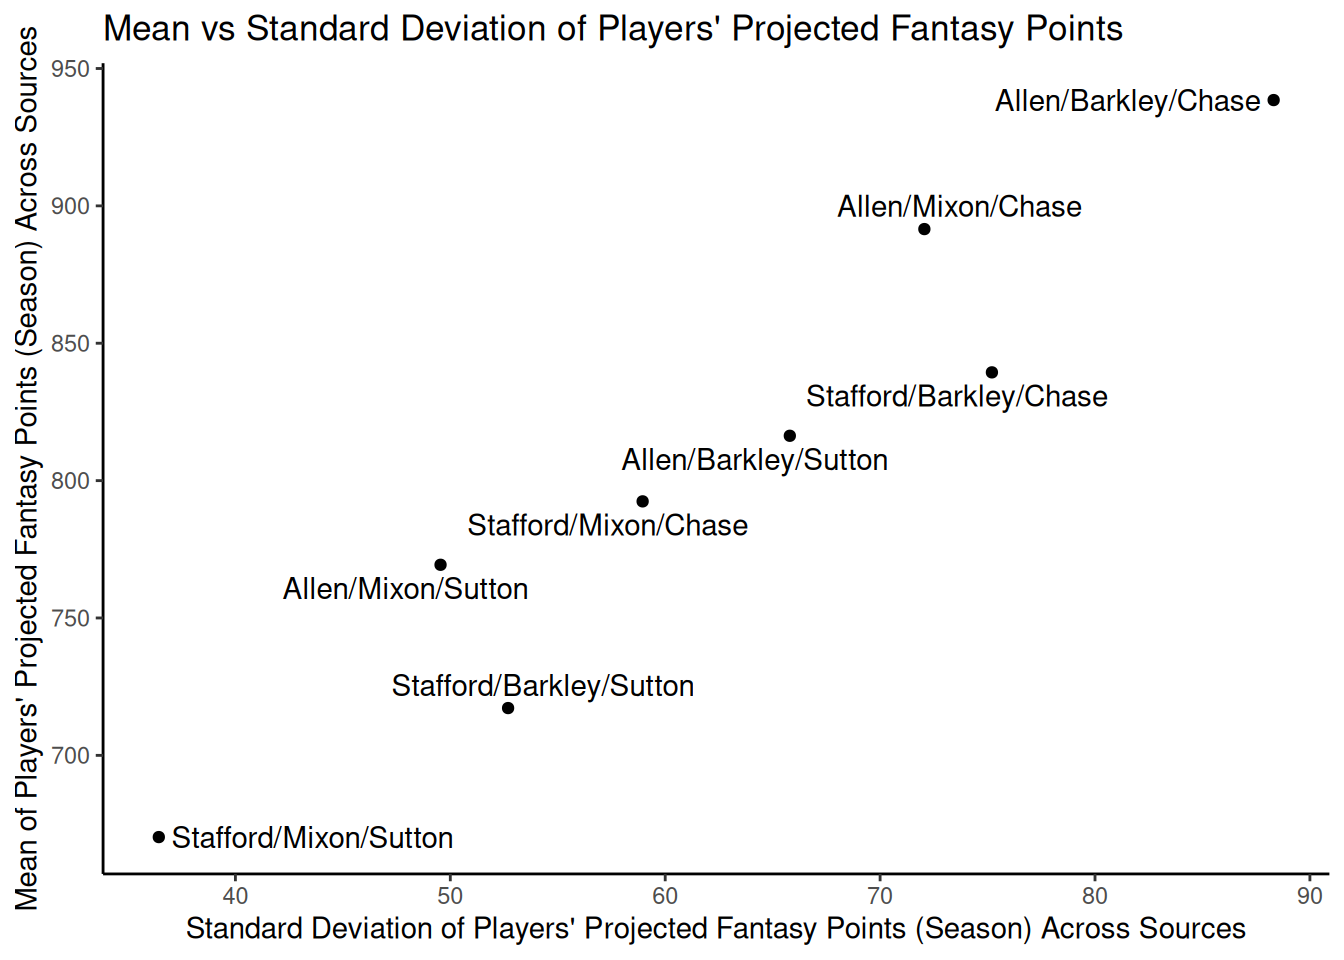 Mean vs Standard Deviation of Players' Projected Fantasy Points
Mean of Players' Projected Fantasy Points (Season) Across Sources
950
900
850
800
750
700
Allen/Barkley/Chase
Allen/Mixon/Chase
Stafford/Barkley/Chase
Allen/Barkley/Sutton
Stafford/Mixon/Chase
Allen/Mixon/Sutton
Stafford/Barkley/Sutton
Stafford/Mixon/Sutton
40 50 60 70 80 90
Standard Deviation of Players' Projected Fantasy Points (Season) Across Sources